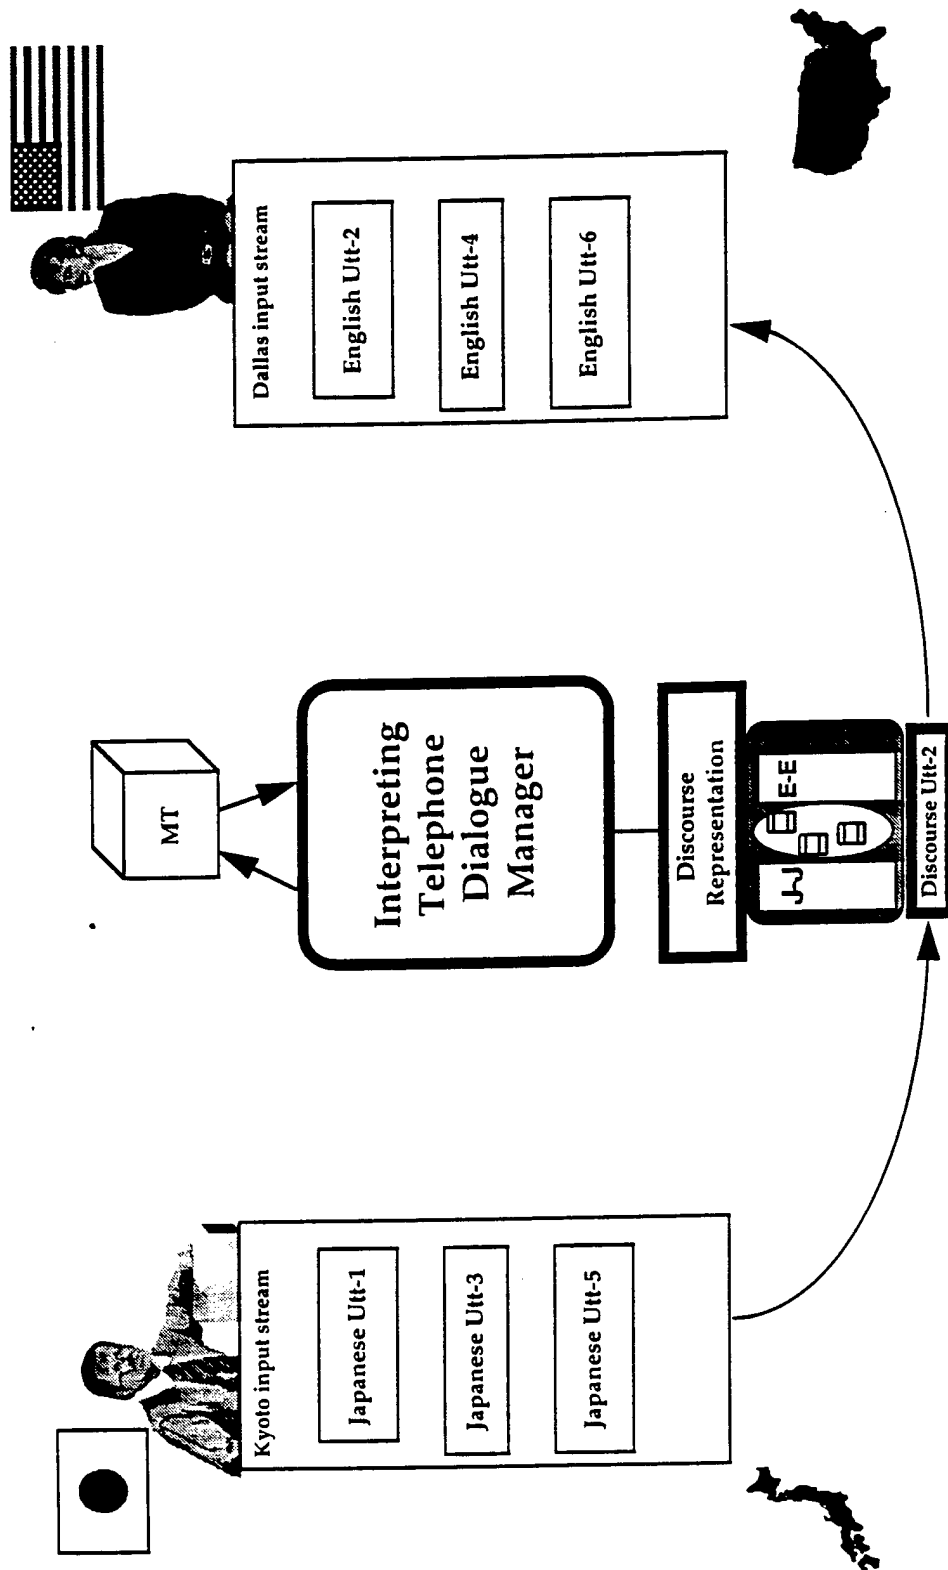 Kyoto input stream
Japanese Utt-1
Japanese Utt-3
Japanese Utt-5
MT
Interpreting
Telephone
Dialogue
Manager
Discourse
Representation
J-J
E-E
Discourse Utt-2
Dallas input stream
English Utt-2
English Utt-4
English Utt-6